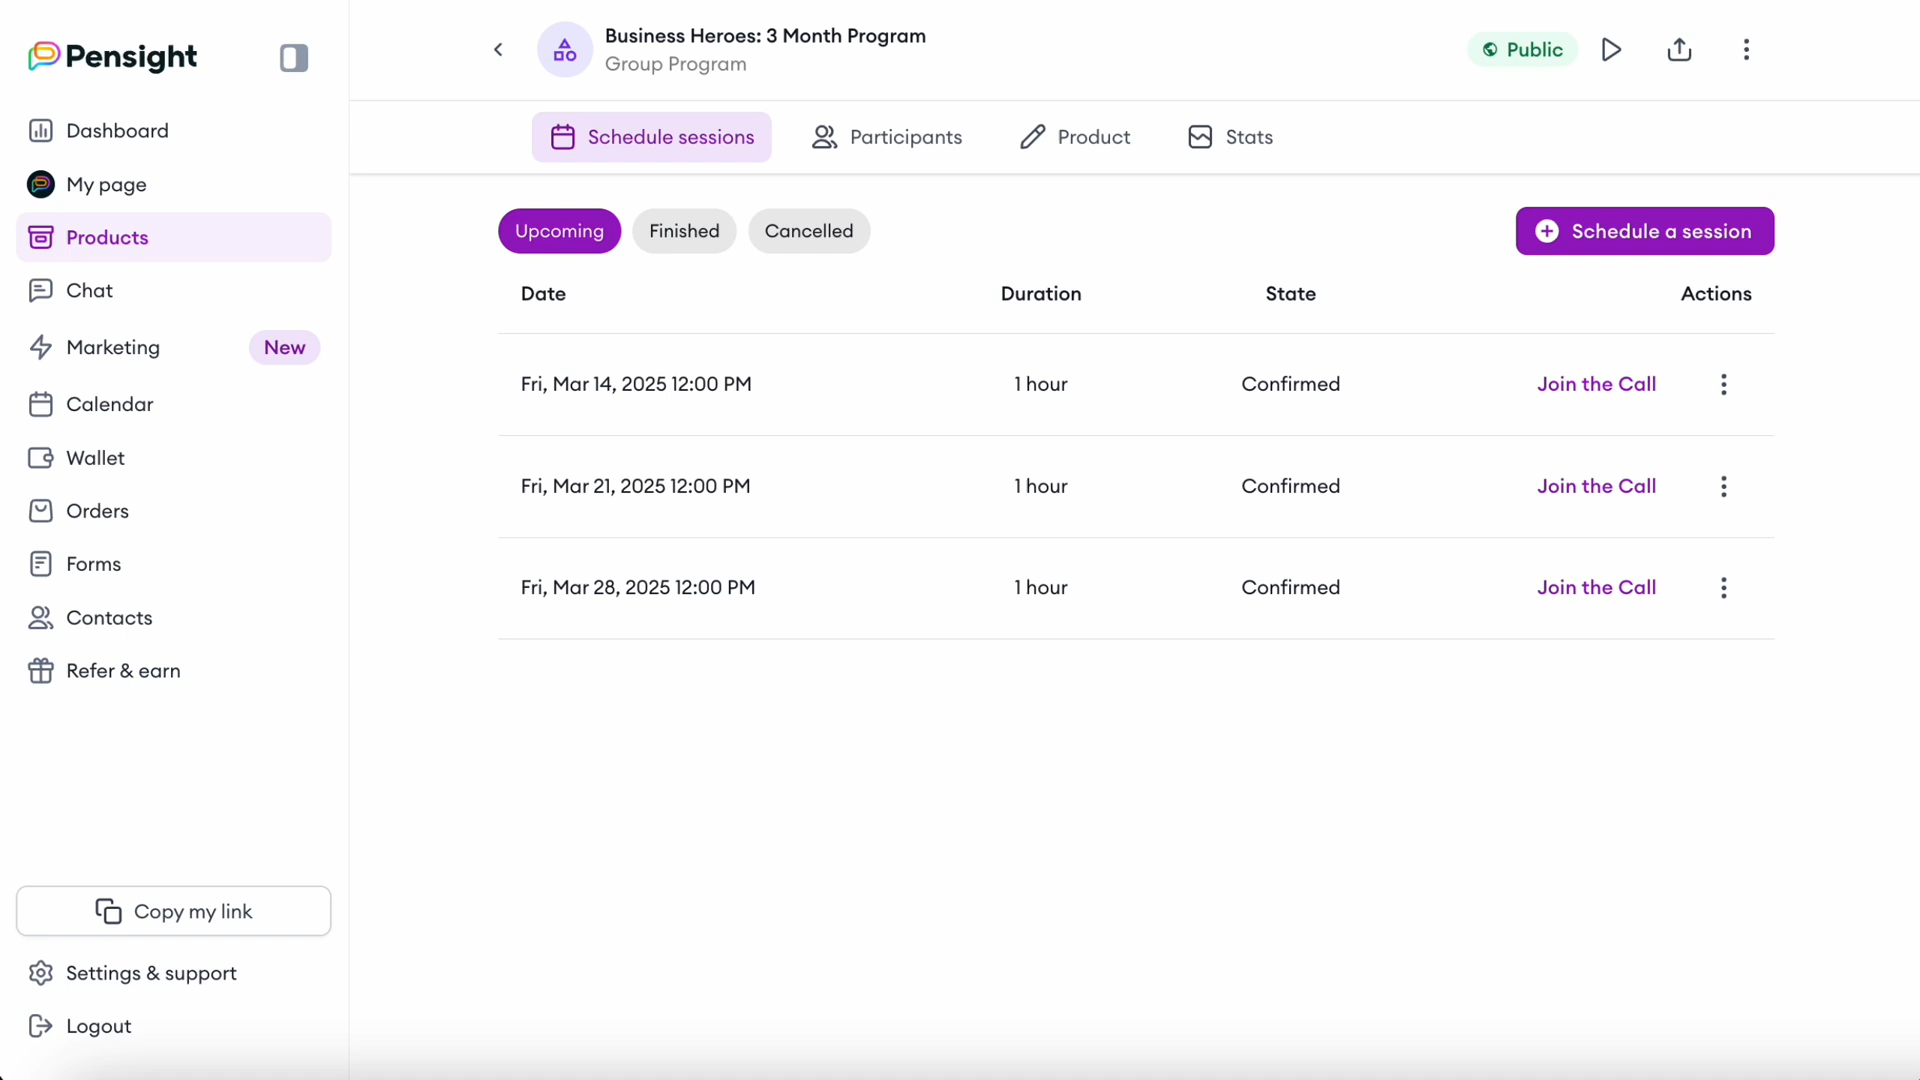 Pensight
Dashboard
My page
Products
Chat
Marketing New
Calendar
Wallet
Orders
Forms
Contacts
Refer & earn
Copy my link
Settings & support
Logout
Business Heroes: 3 Month Program
Group Program
Public
Schedule sessions Participants Product Stats
Upcoming Finished Cancelled Schedule a session
Date Duration State Actions
Fri, Mar 14, 2025 12:00 PM 1 hour Confirmed Join the Call
Fri, Mar 21, 2025 12:00 PM 1 hour Confirmed Join the Call
Fri, Mar 28, 2025 12:00 PM 1 hour Confirmed Join the Call